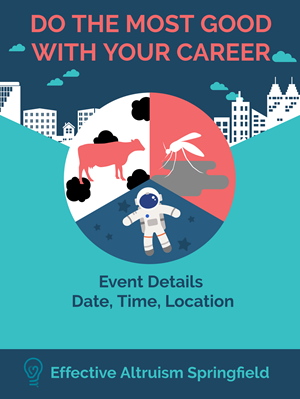 DO THE MOST GOOD
WITH YOUR CAREER
Event Details
Date, Time, Location
Effective Altruism Springfield